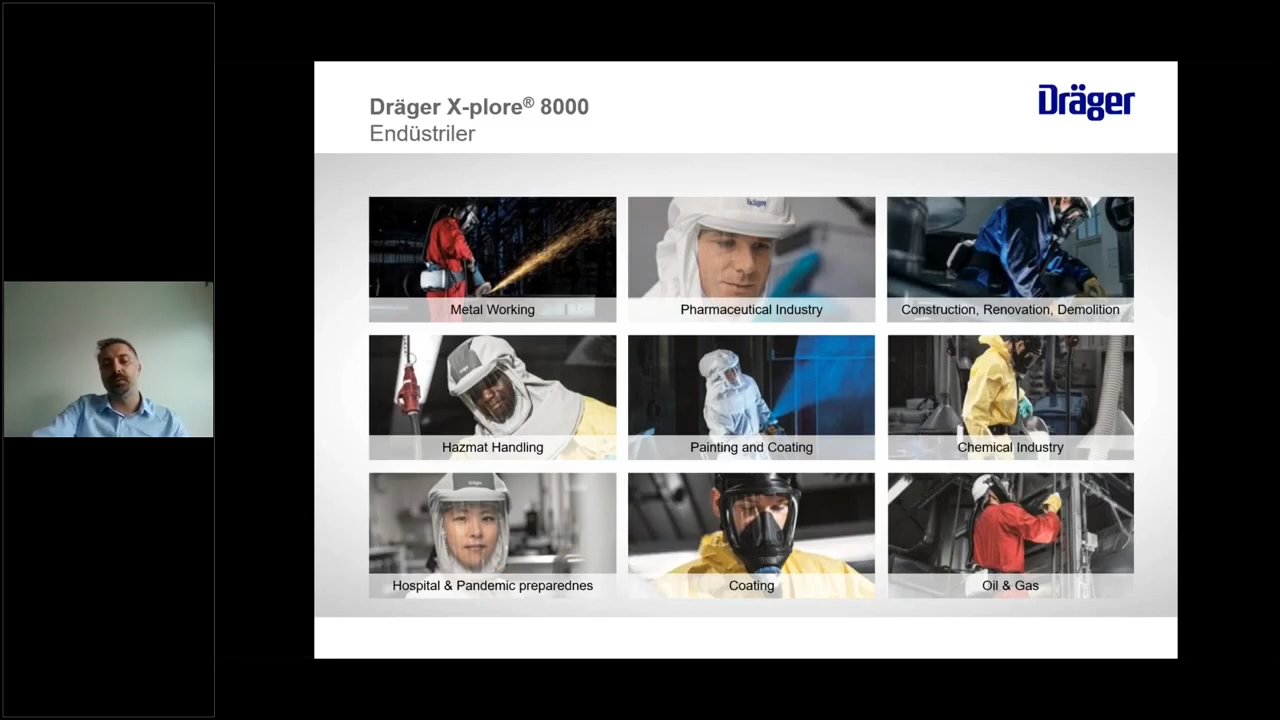 Dräger X-plore® 8000
Endüstriler
Dräger
Metal Working
Pharmaceutical Industry
Construction, Renovation, Demolition
Hazmat Handling
Painting and Coating
Chemical Industry
Hospital & Pandemic preparednes
Coating
Oil & Gas